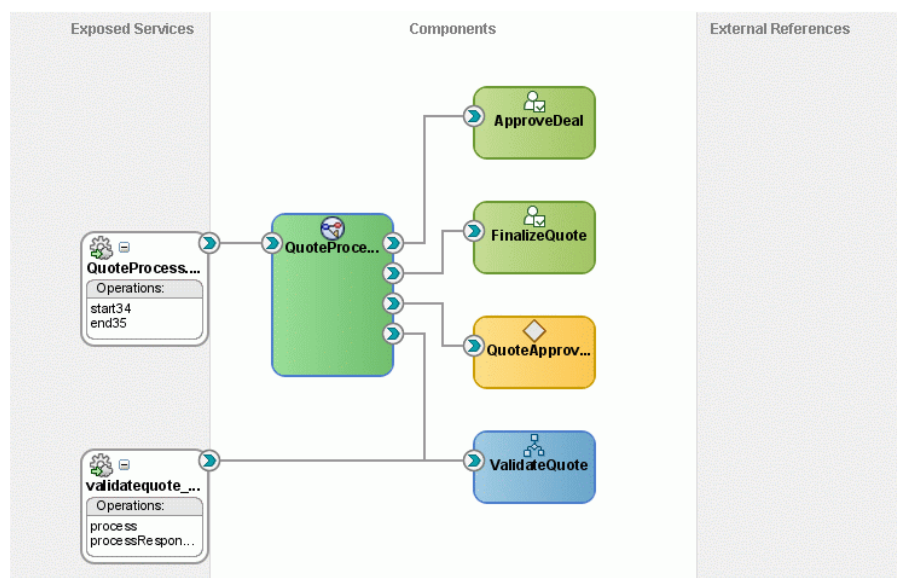 Exposed Services
Components
External References
ApproveDeal
FinalizeQuote
QuoteProcess....
Operations:
start34
end35
QuoteProce...
QuoteApprov...
ValidateQuote
validatequote_...
Operations:
process
processRespon...